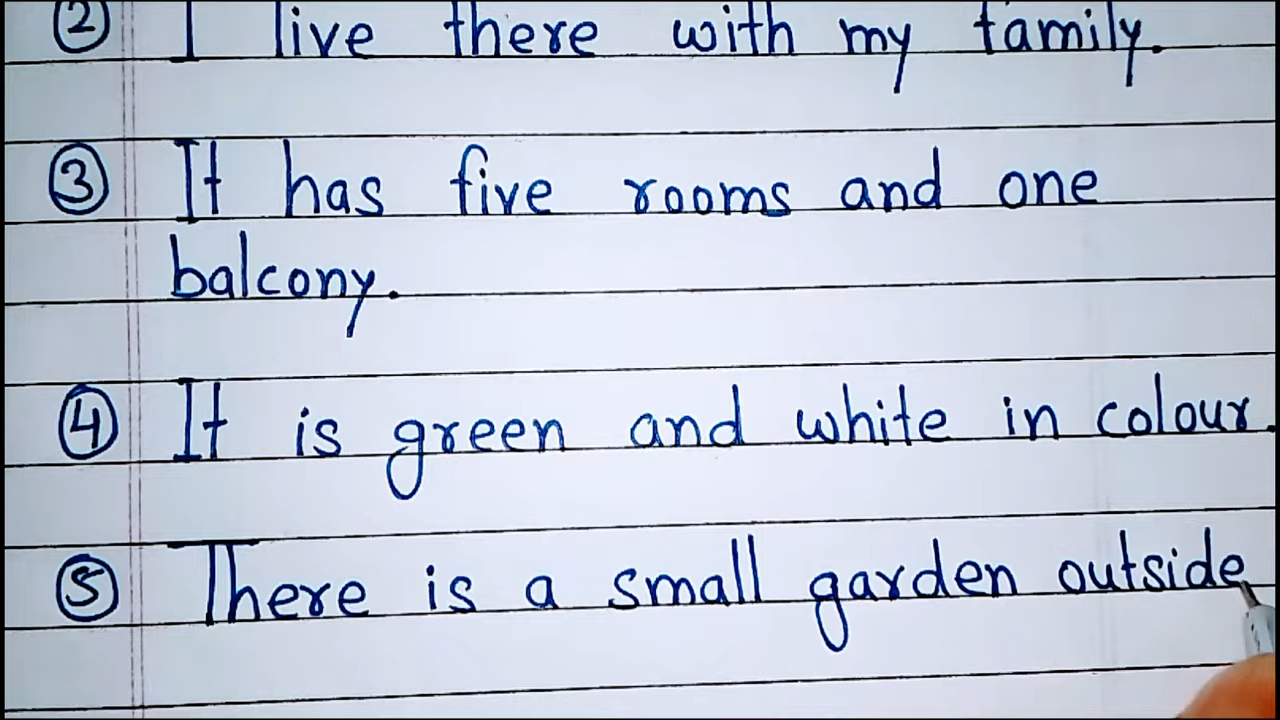 ② I live there with my family.
③ It has five rooms and one
balcony.
④ It is green and white in colour.
⑤ There is a small garden outside